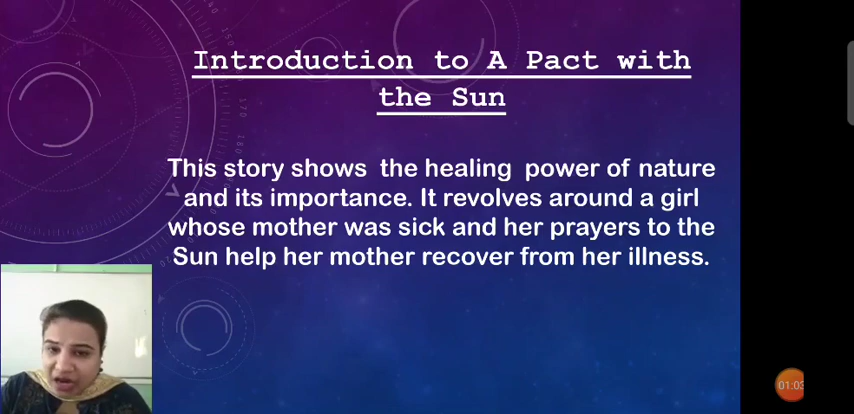 Introduction to A Pact with
the Sun
This story shows the healing power of nature
and its importance. It revolves around a girl
whose mother was sick and her prayers to the
Sun help her mother recover from her illness.
01:03